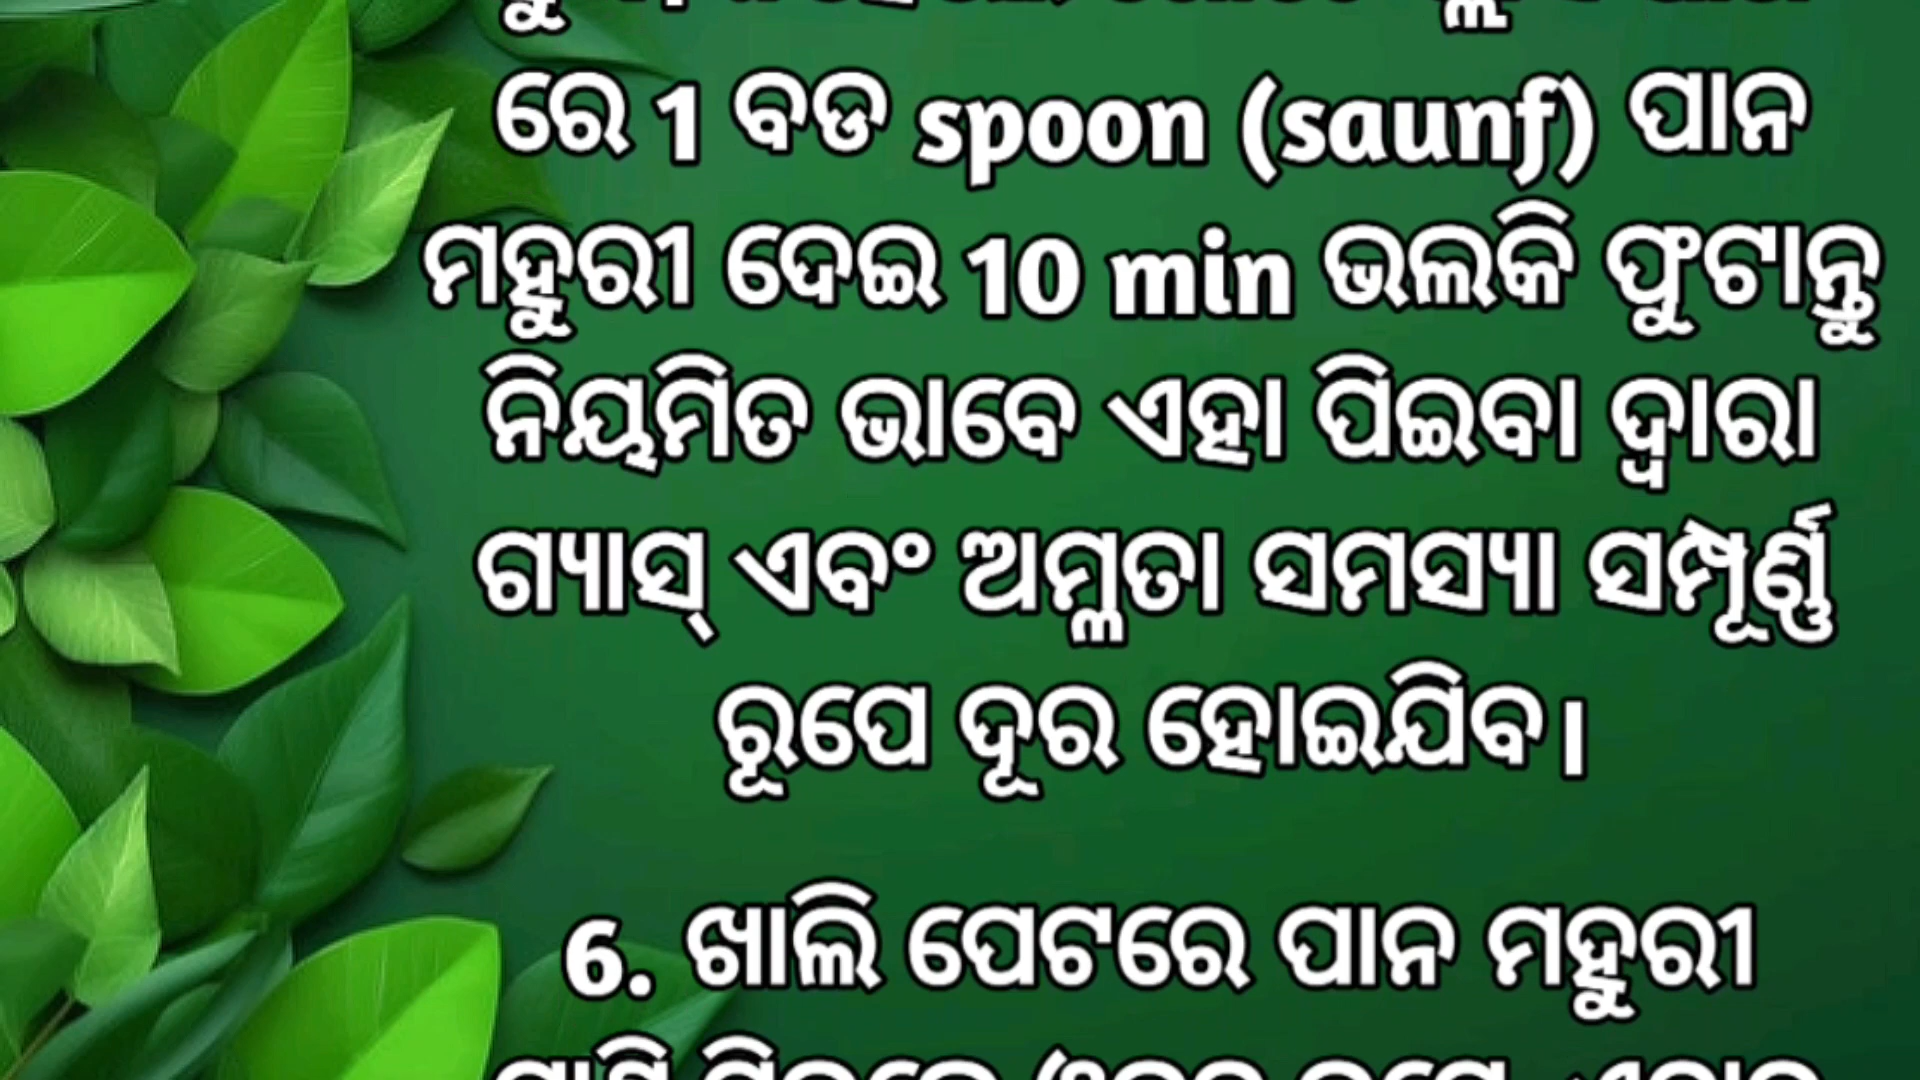 ରେ 1 ବଡ spoon (saunf) ପାନ
ମହୁରୀ ଦେଇ 10 min ଭଲକି ଫୁଟାନ୍ତୁ
ନିୟମିତ ଭାବେ ଏହା ପିଇବା ଦ୍ୱାରା
ଗ୍ୟାସ୍ ଏବଂ ଅମ୍ଳତା ସମସ୍ୟା ସମ୍ପୂର୍ଣ୍ଣ
ରୂପେ ଦୂର ହୋଇଯିବ।
6. ଖାଲି ପେଟରେ ପାନ ମହୁରୀ